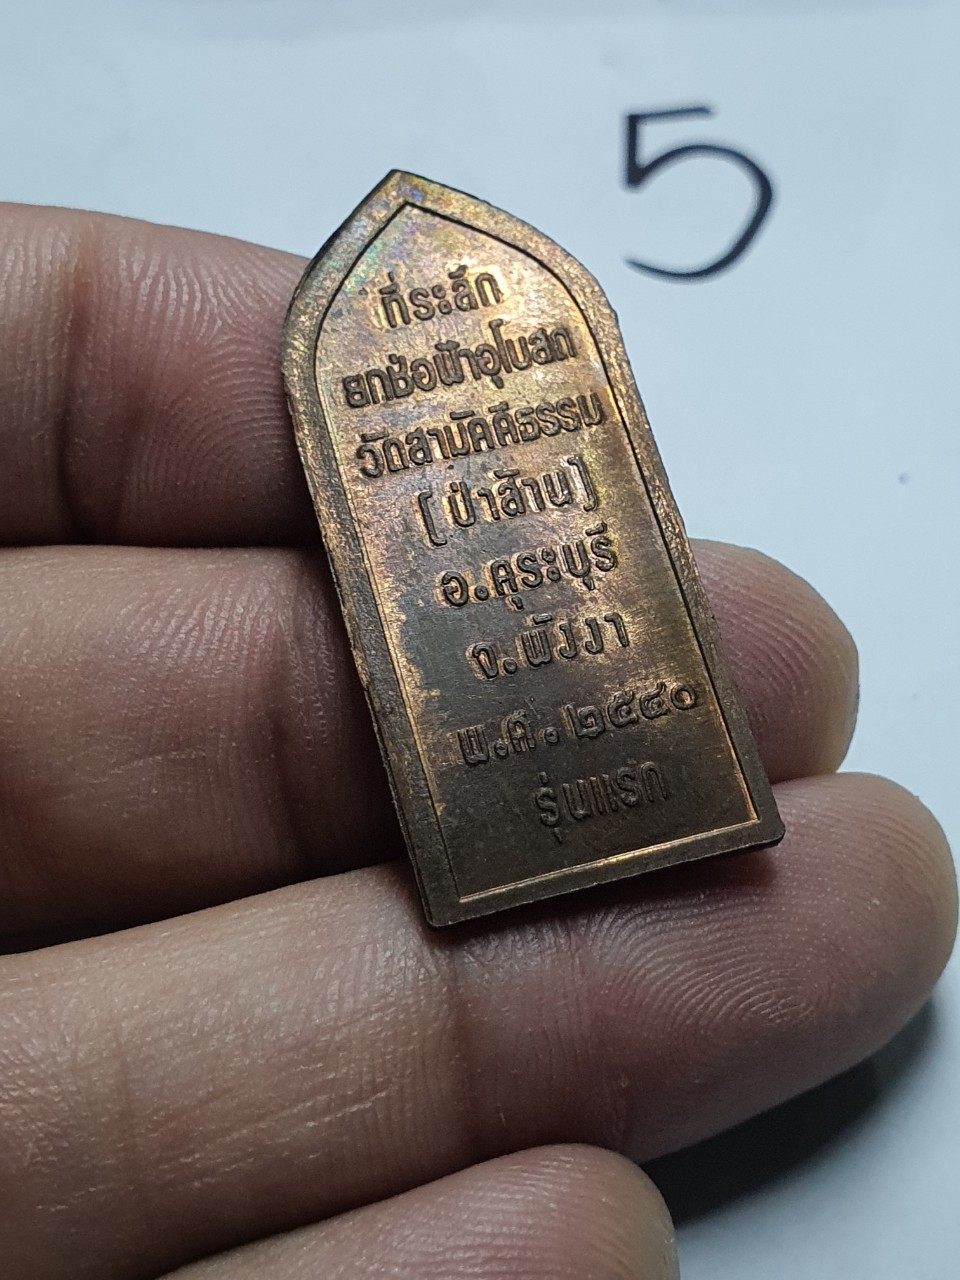 5
ที่ระลึก
ยกช่อฟ้าอุโบสถ
วัดสามัคคีธรรม
(ป่าส้าน)
อ.คุระบุรี
จ.พังงา
พ.ศ.๒๕๔๐
รุ่นแรก